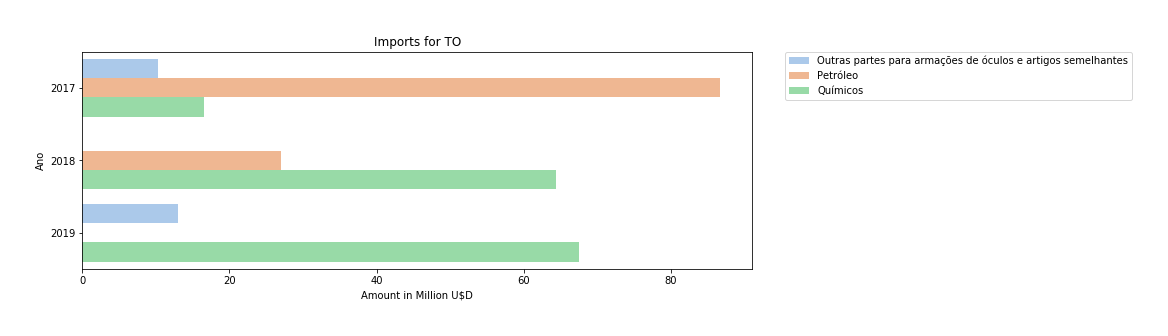 Imports for TO
Outras partes para armações de óculos e artigos semelhantes
Petróleo
Químicos
Ano
2017
2018
2019
0 20 40 60 80
Amount in Million U$D